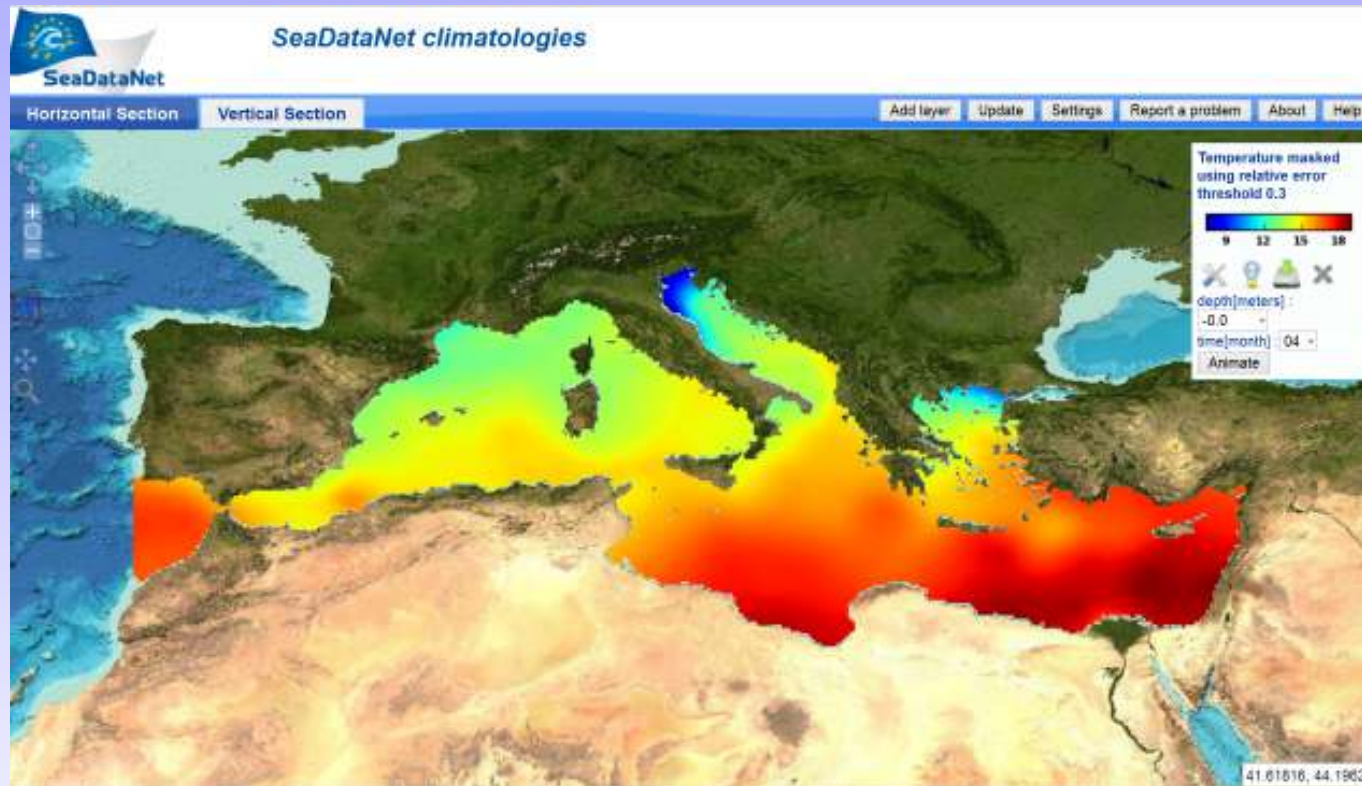 SeaDataNet climatologies
SeaDataNet
Horizontal Section
Vertical Section
Add layer
Update
Settings
Report a problem
About
Help
Temperature masked
using relative error
threshold 0.3
9 12 15 18
depth[meters] :
-0.0
time[month] : 04
Animate
41.61816, 44.1962